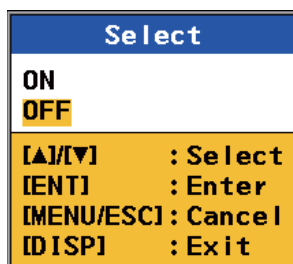 Select
ON
OFF
[▲]/[▼] :Select
[ENT] :Enter
[MENU/ESC]:Cancel
[DISP] :Exit